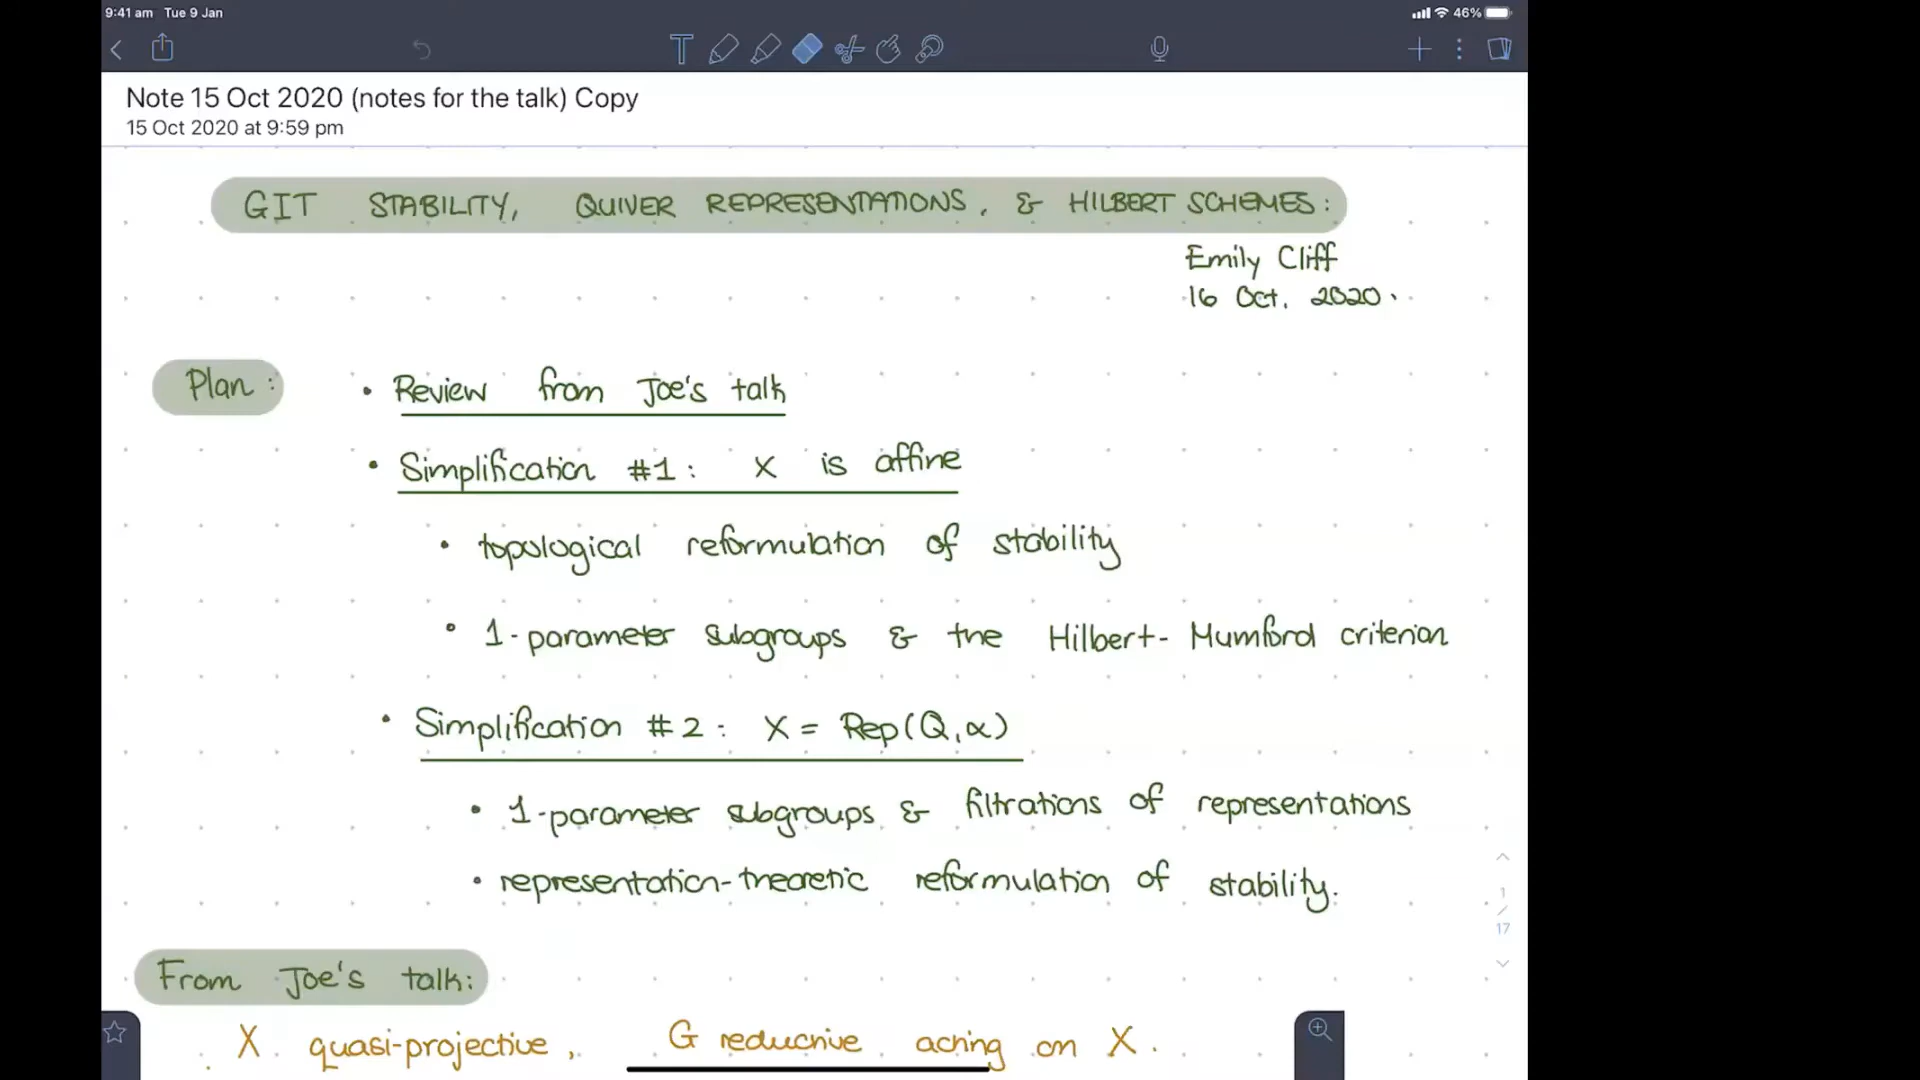 9:41 am Tue 9 Jan
46%
Note 15 Oct 2020 (notes for the talk) Copy
15 Oct 2020 at 9:59 pm
GIT STABILITY, QUIVER REPRESENTATIONS, & HILBERT SCHEMES:
Emily Cliff
16 Oct. 2020.
Plan:
• Review from Joe's talk
• Simplification #1: X is affine
• topological reformulation of stability
• 1-parameter subgroups & the Hilbert-Mumford criterion
• Simplification #2: X = Rep(Q,α)
• 1-parameter subgroups & filtrations of representations
• representation-theoretic reformulation of stability.
1
/
17
From Joe's talk:
X quasi-projective, G reductive acting on X.